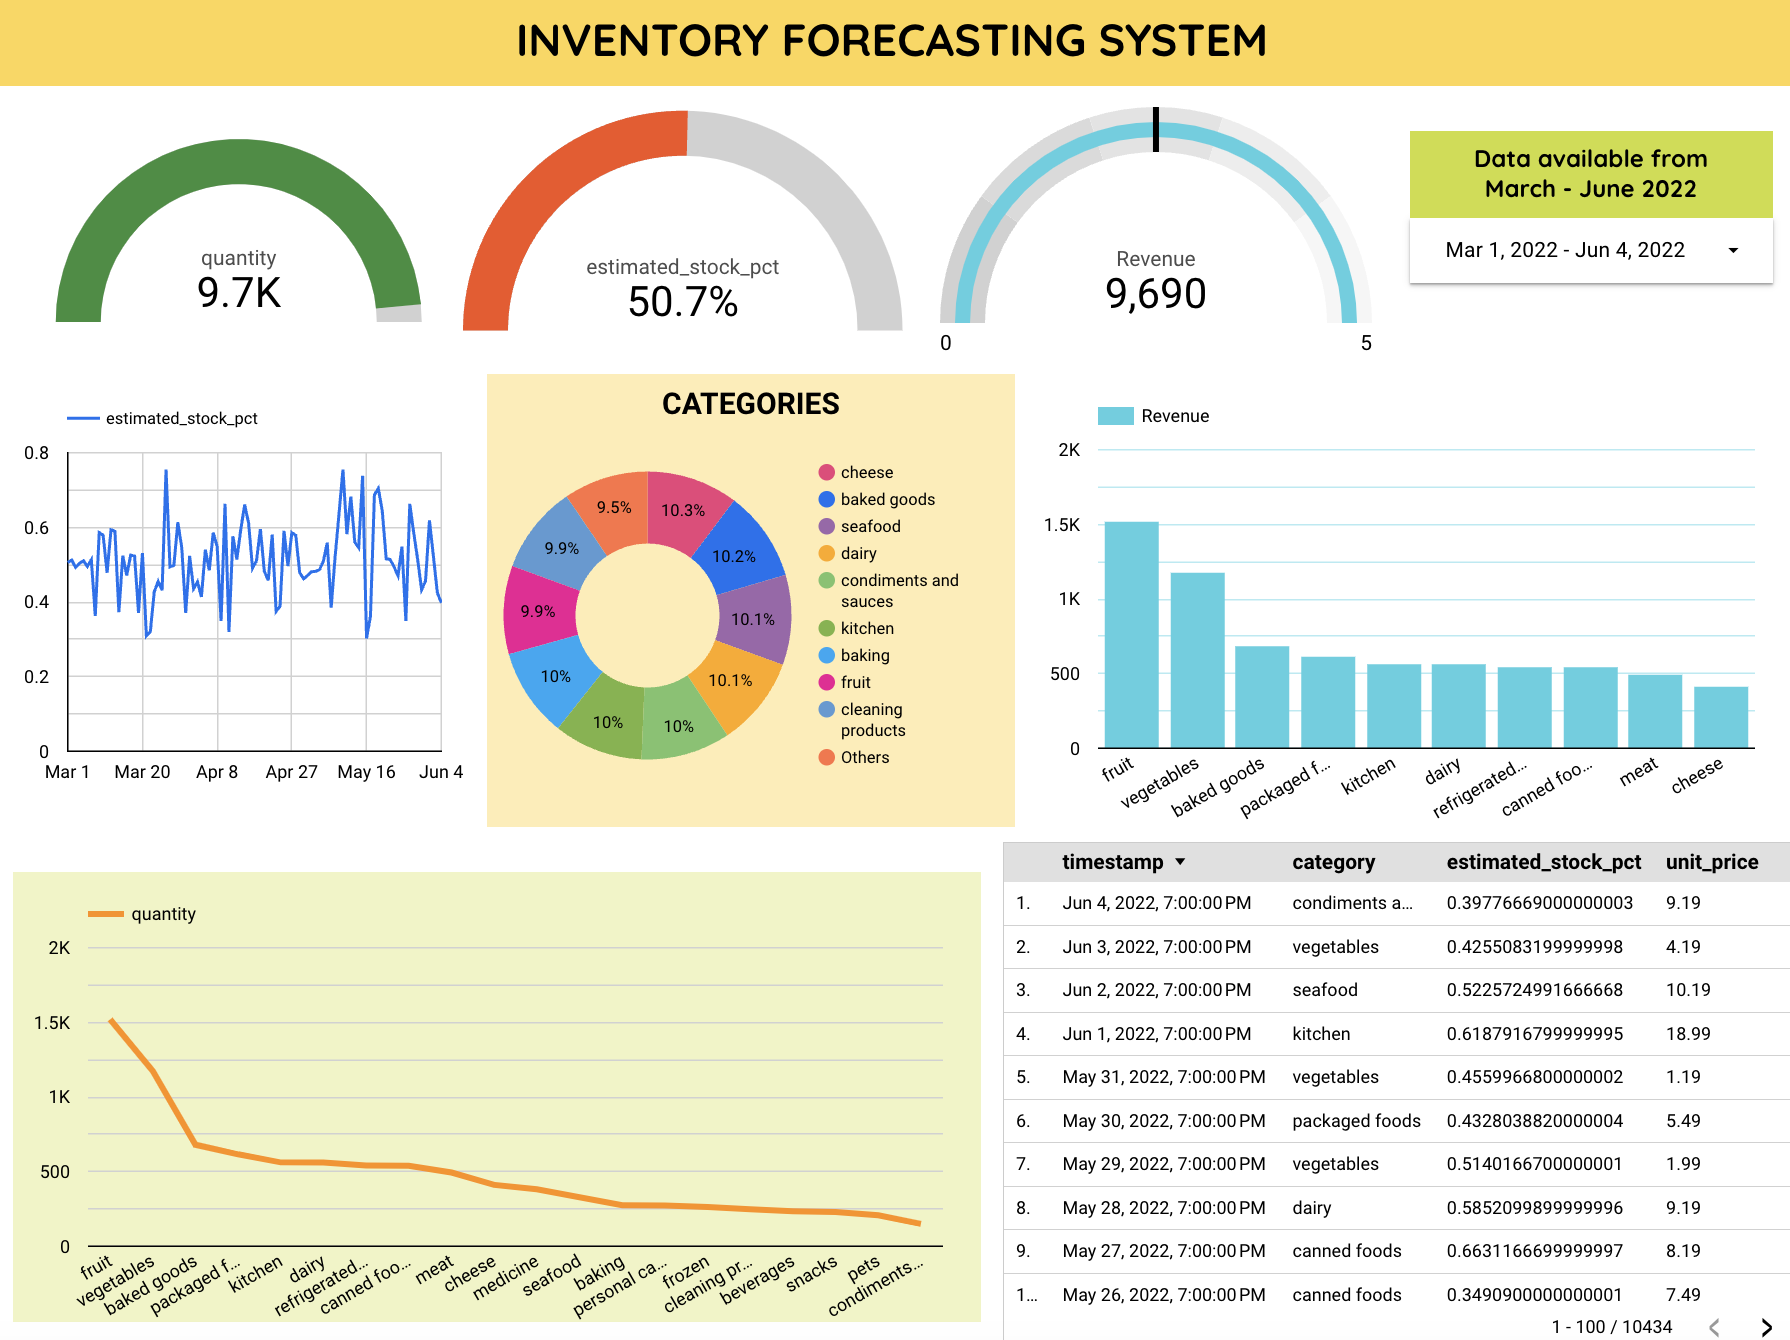 INVENTORY FORECASTING SYSTEM
quantity
9.7K
estimated_stock_pct
50.7%
Revenue
9,690
0
5
Data available from
March - June 2022
Mar 1, 2022 - Jun 4, 2022
estimated_stock_pct
0.8
0.6
0.4
0.2
0
Mar 1
Mar 20
Apr 8
Apr 27
May 16
Jun 4
CATEGORIES
10.3%
10.2%
10.1%
10.1%
10%
10%
10%
9.9%
9.9%
9.5%
cheese
baked goods
seafood
dairy
condiments and
sauces
kitchen
baking
fruit
cleaning
products
Others
Revenue
2K
1.5K
1K
500
0
fruit
vegetables
baked goods
packaged f...
kitchen
dairy
refrigerated...
canned foo...
meat
cheese
quantity
2K
1.5K
1K
500
0
fruit
vegetables
baked goods
packaged f...
kitchen
dairy
refrigerated...
canned foo...
meat
cheese
medicine
seafood
baking
personal ca...
frozen
cleaning pr...
beverages
snacks
pets
condiments...
timestamp category estimated_stock_pct unit_price
1. Jun 4, 2022, 7:00:00 PM condiments a... 0.39776669000000003 9.19
2. Jun 3, 2022, 7:00:00 PM vegetables 0.4255083199999998 4.19
3. Jun 2, 2022, 7:00:00 PM seafood 0.5225724991666668 10.19
4. Jun 1, 2022, 7:00:00 PM kitchen 0.6187916799999995 18.99
5. May 31, 2022, 7:00:00 PM vegetables 0.4559966800000002 1.19
6. May 30, 2022, 7:00:00 PM packaged foods 0.4328038820000004 5.49
7. May 29, 2022, 7:00:00 PM vegetables 0.5140166700000001 1.99
8. May 28, 2022, 7:00:00 PM dairy 0.5852099899999996 9.19
9. May 27, 2022, 7:00:00 PM canned foods 0.6631166699999997 8.19
1... May 26, 2022, 7:00:00 PM canned foods 0.3490900000000001 7.49
1 - 100 / 10434